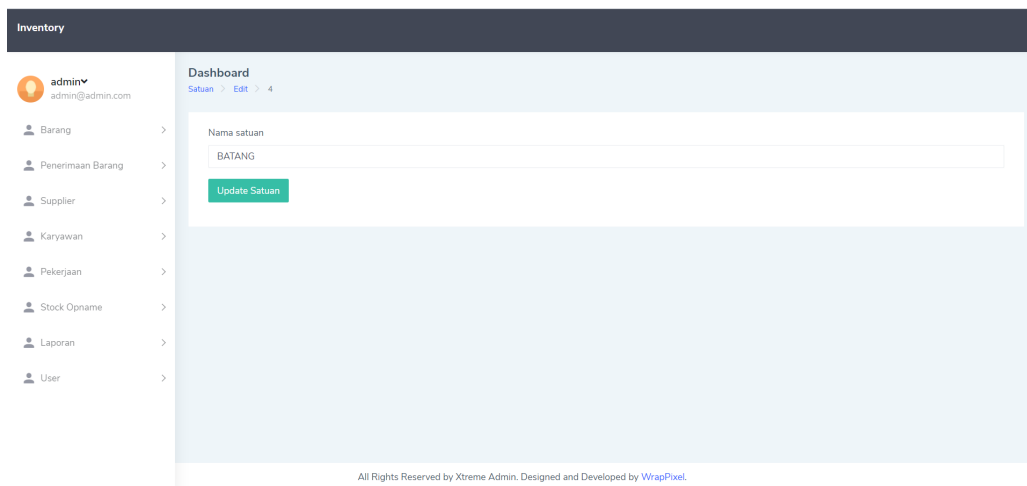 Inventory
admin
admin@admin.com
Barang
Penerimaan Barang
Supplier
Karyawan
Pekerjaan
Stock Opname
Laporan
User
Dashboard
Satuan > Edit > 4
Nama satuan
BATANG
Update Satuan
All Rights Reserved by Xtreme Admin. Designed and Developed by WrapPixel.